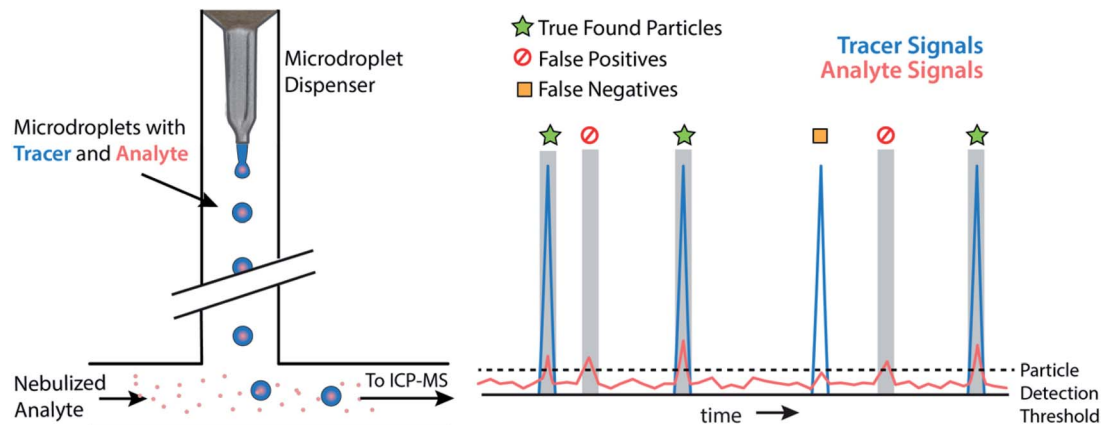 Microdroplet
Dispenser
Microdroplets with
Tracer and Analyte
Nebulized
Analyte
To ICP-MS
True Found Particles
False Positives
False Negatives
Tracer Signals
Analyte Signals
Particle
Detection
Threshold
time